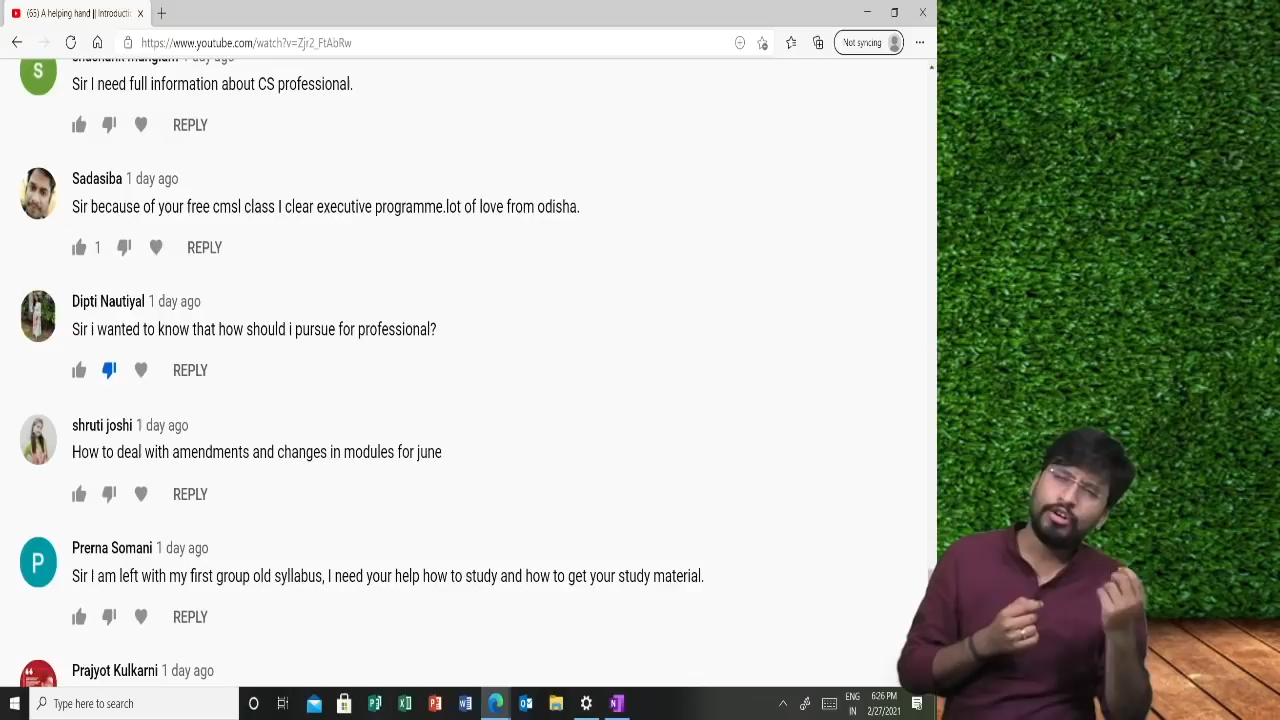 (65) A helping hand || Introducti
https://www.youtube.com/watch?v=Zjr2_FtAbRw
Not syncing
S
shashank manglam 1 day ago
Sir I need full information about CS professional.
REPLY
Sadasiba 1 day ago
Sir because of your free cmsl class I clear executive programme.lot of love from odisha.
1 REPLY
Dipti Nautiyal 1 day ago
Sir i wanted to know that how should i pursue for professional?
REPLY
shruti joshi 1 day ago
How to deal with amendments and changes in modules for june
REPLY
P
Prerna Somani 1 day ago
Sir I am left with my first group old syllabus, I need your help how to study and how to get your study material.
REPLY
Prajyot Kulkarni 1 day ago
Type here to search
ENG
IN
6:26 PM
2/27/2021